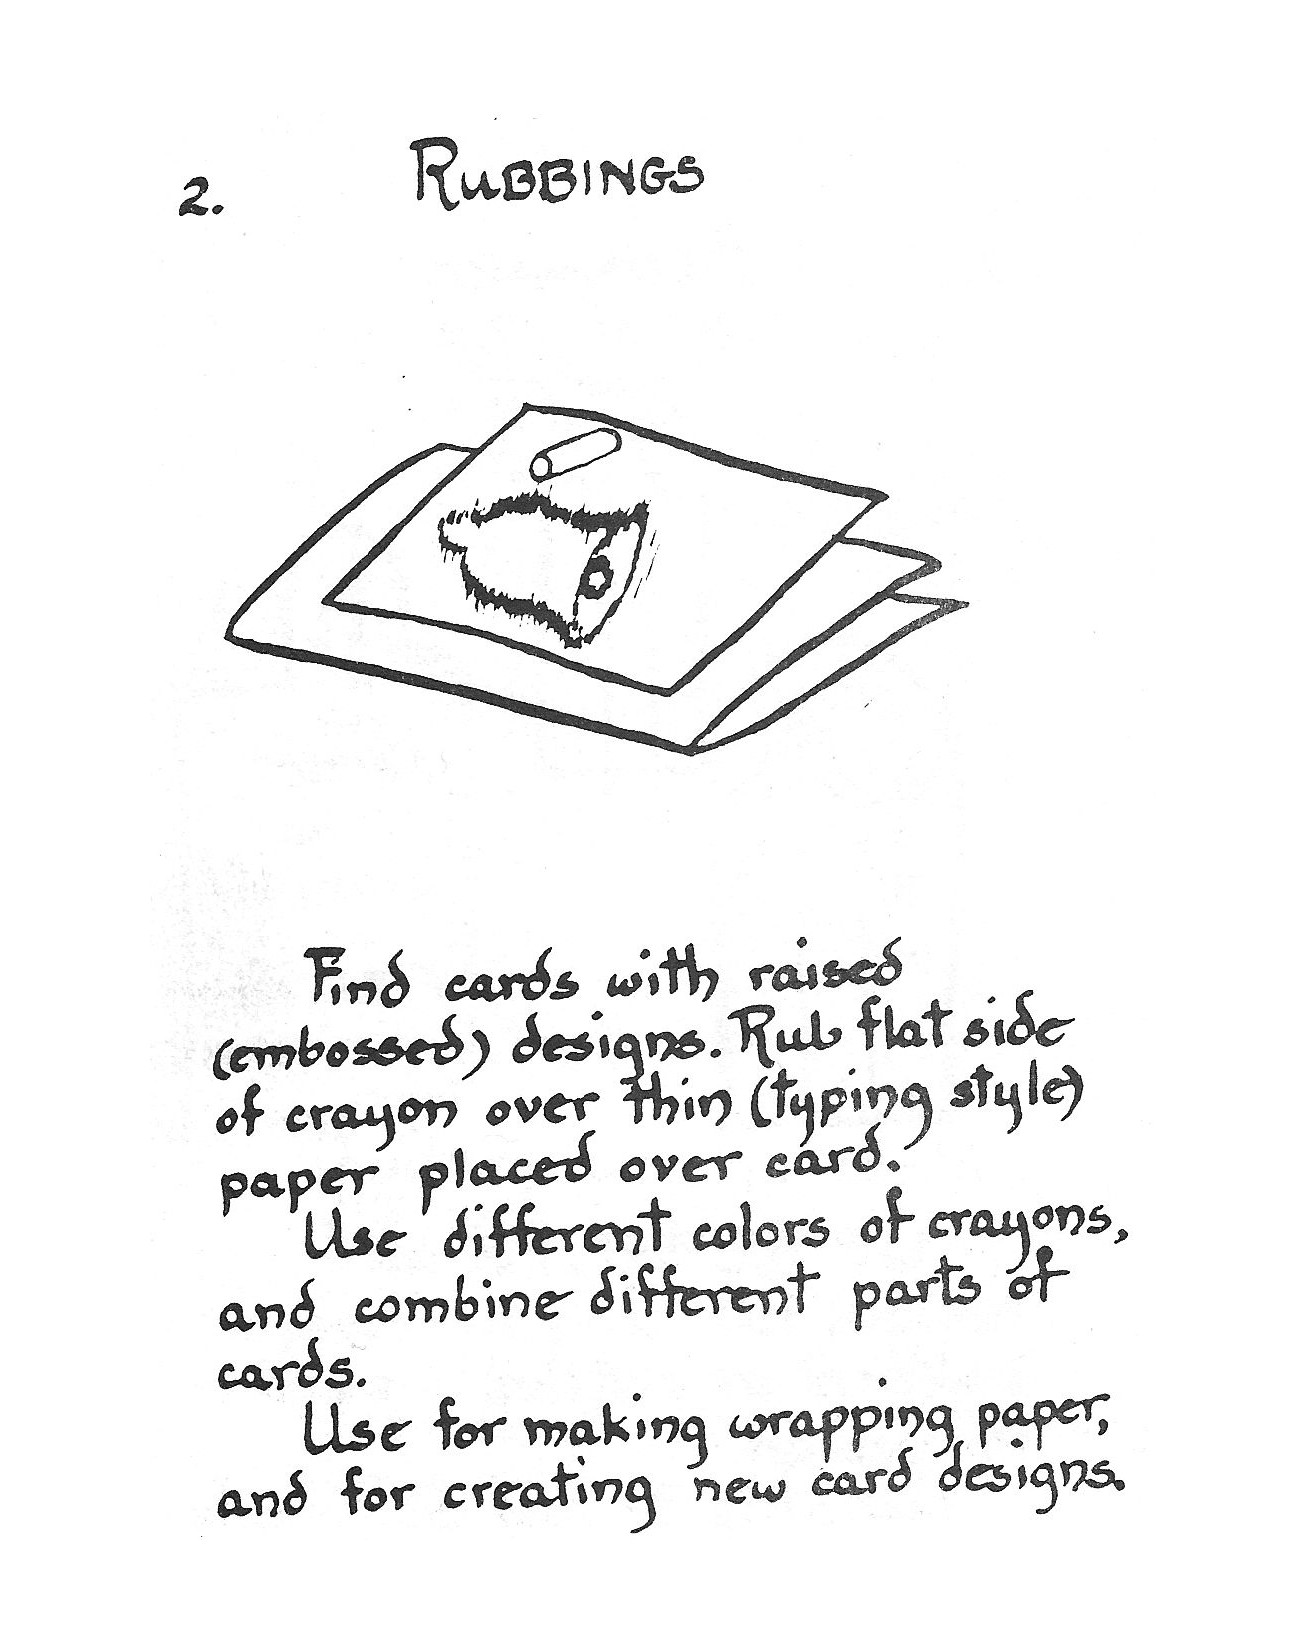 2.
RUBBINGS
Find cards with raised
(embossed) designs. Rub flat side
of crayon over thin (typing style)
paper placed over card.
Use different colors of crayons,
and combine different parts of
cards.
Use for making wrapping paper,
and for creating new card designs.